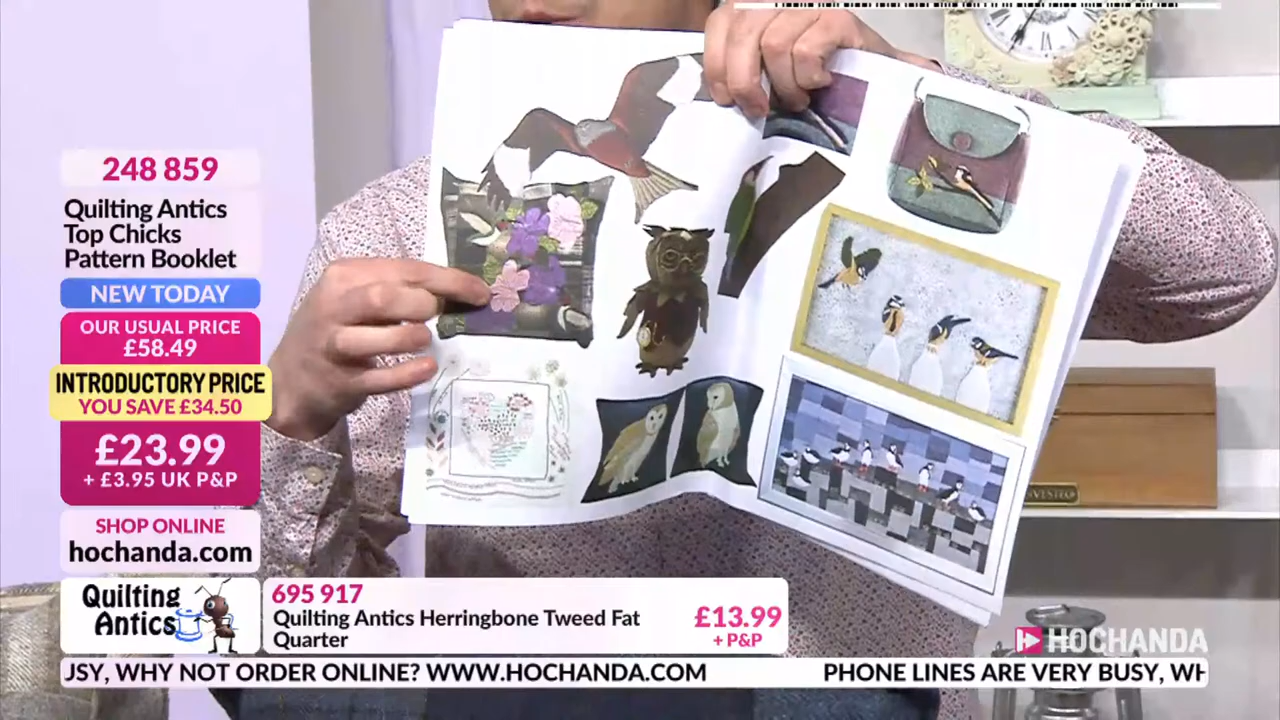 248 859
Quilting Antics
Top Chicks
Pattern Booklet
NEW TODAY
OUR USUAL PRICE
£58.49
INTRODUCTORY PRICE
YOU SAVE £34.50
£23.99
+ £3.95 UK P&P
SHOP ONLINE
hochanda.com
Quilting
Antics
695 917
Quilting Antics Herringbone Tweed Fat
Quarter
£13.99
+ P&P
HOCHANDA
USY, WHY NOT ORDER ONLINE? WWW.HOCHANDA.COM
PHONE LINES ARE VERY BUSY, WH